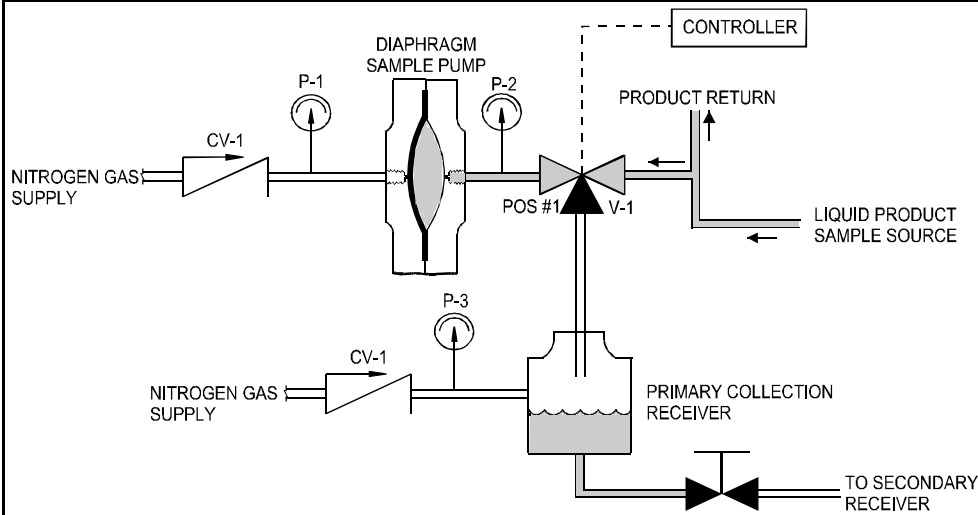 CONTROLLER
DIAPHRAGM
SAMPLE PUMP
P-1
P-2
PRODUCT RETURN
CV-1
NITROGEN GAS
SUPPLY
POS #1
V-1
LIQUID PRODUCT
SAMPLE SOURCE
P-3
CV-1
NITROGEN GAS
SUPPLY
PRIMARY COLLECTION
RECEIVER
TO SECONDARY
RECEIVER